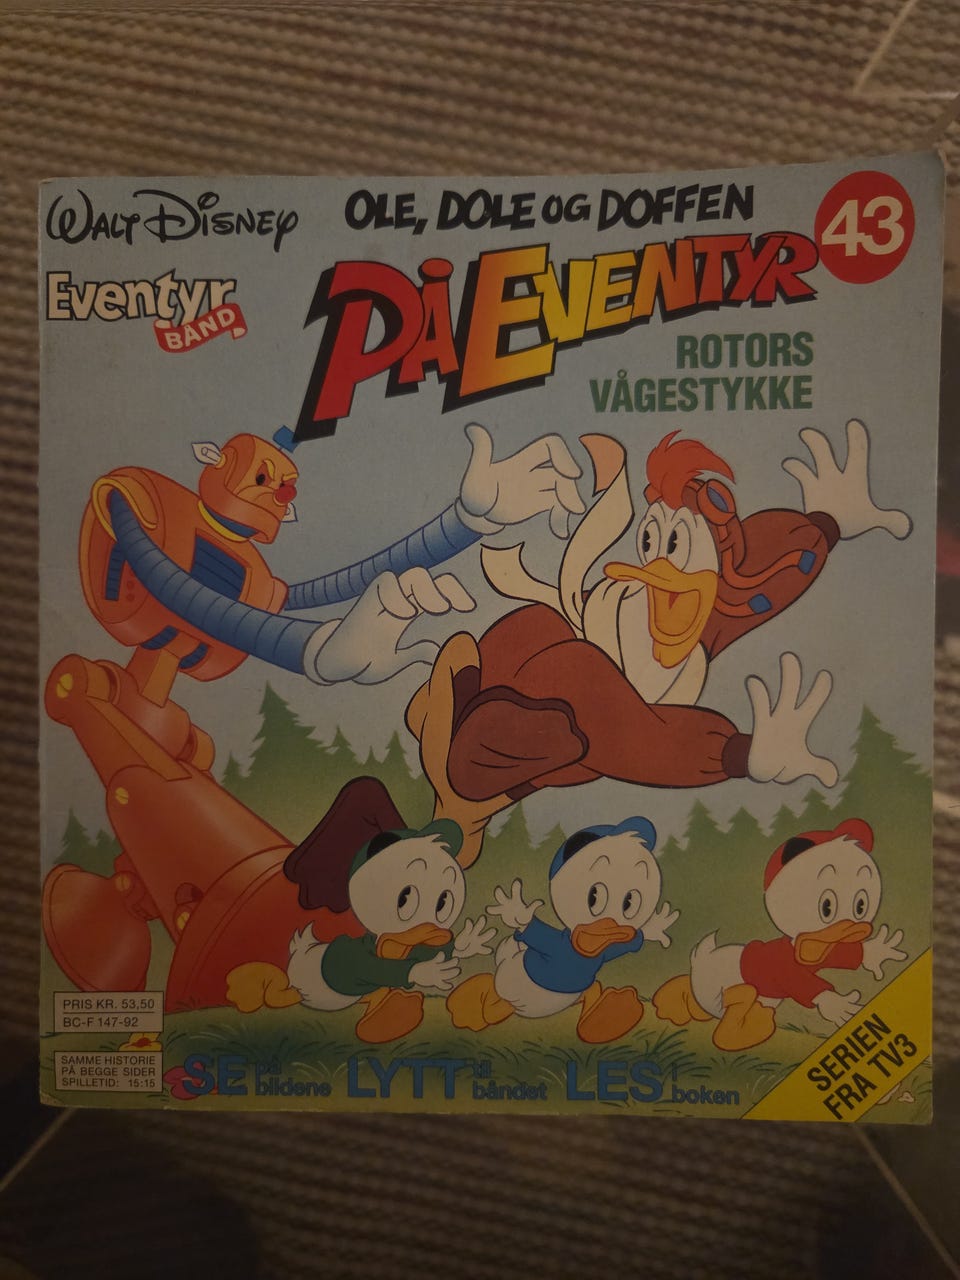 WALT DISNEY
OLE, DOLE OG DOFFEN
43
Eventyr
BÅND
PÅ EVENTYR
ROTORS
VÅGESTYKKE
PRIS KR. 53,50
BC-F 147-92
SAMME HISTORIE
PÅ BEGGE SIDER
SPILLETID: 15:15
SE på bildene LYTT til båndet LES i boken
SERIEN
FRA TV3